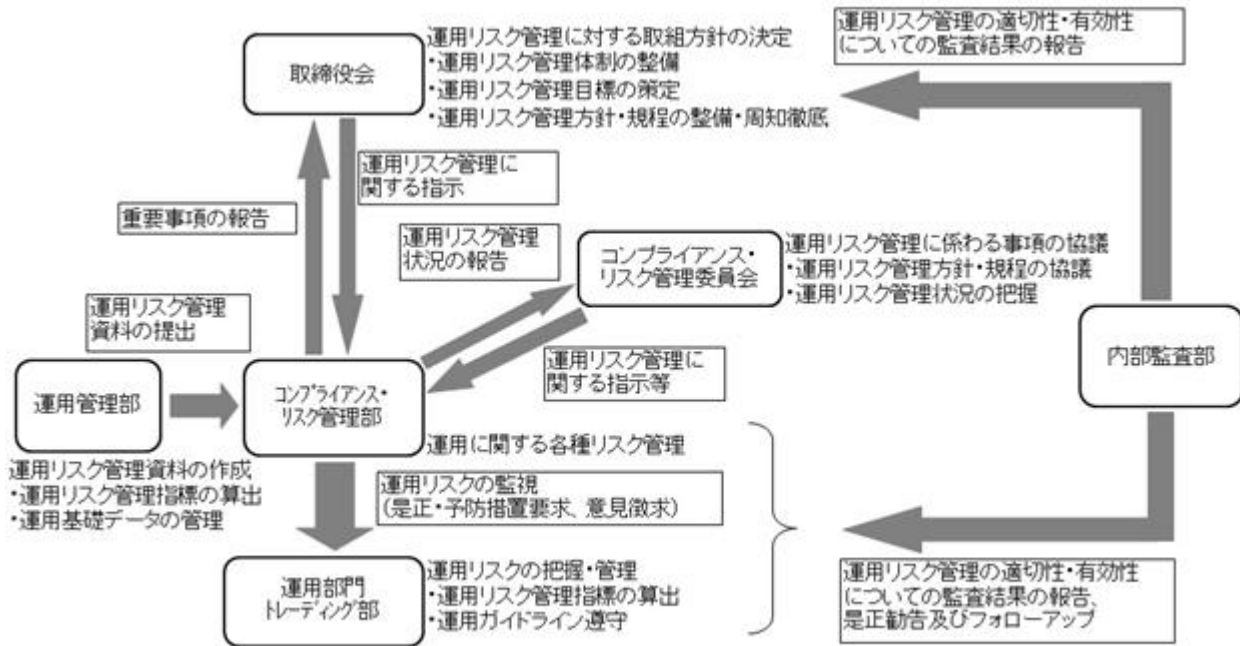 運用リスク管理に対する取組方針の決定
・運用リスク管理体制の整備
・運用リスク管理目標の策定
・運用リスク管理方針・規程の整備・周知徹底
取締役会
運用リスク管理の適切性・有効性
についての監査結果の報告
運用リスク管理に
関する指示
重要事項の報告
運用リスク管理
状況の報告
コンプライアンス・
リスク管理委員会
運用リスク管理に係わる事項の協議
・運用リスク管理方針・規程の協議
・運用リスク管理状況の把握
運用リスク管理
資料の提出
運用リスク管理に
関する指示等
内部監査部
運用管理部
コンプライアンス・
リスク管理部
運用に関する各種リスク管理
運用リスク管理資料の作成
・運用リスク管理指標の算出
・運用基礎データの管理
運用リスクの監視
(是正・予防措置要求、意見徴求)
運用部門
トレーディング部
運用リスクの把握・管理
・運用リスク管理指標の算出
・運用ガイドライン遵守
運用リスク管理の適切性・有効性
についての監査結果の報告、
是正勧告及びフォローアップ